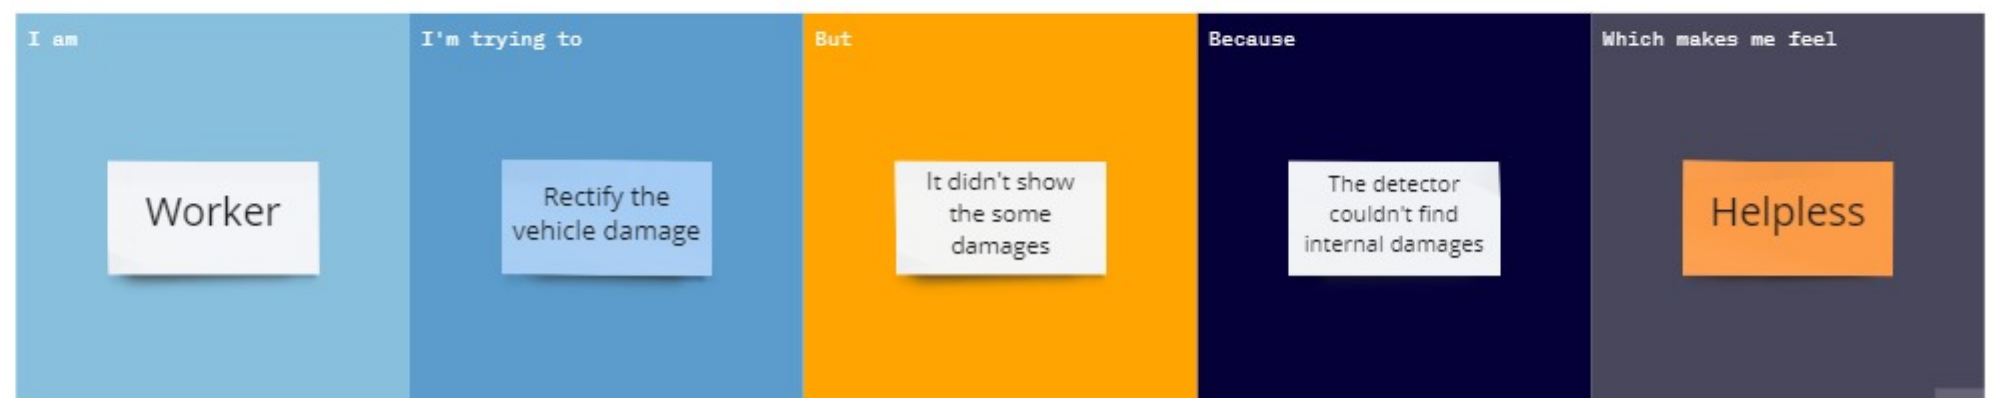 I am
Worker
I'm trying to
Rectify the
vehicle damage
But
It didn't show
the some
damages
Because
The detector
couldn't find
internal damages
Which makes me feel
Helpless